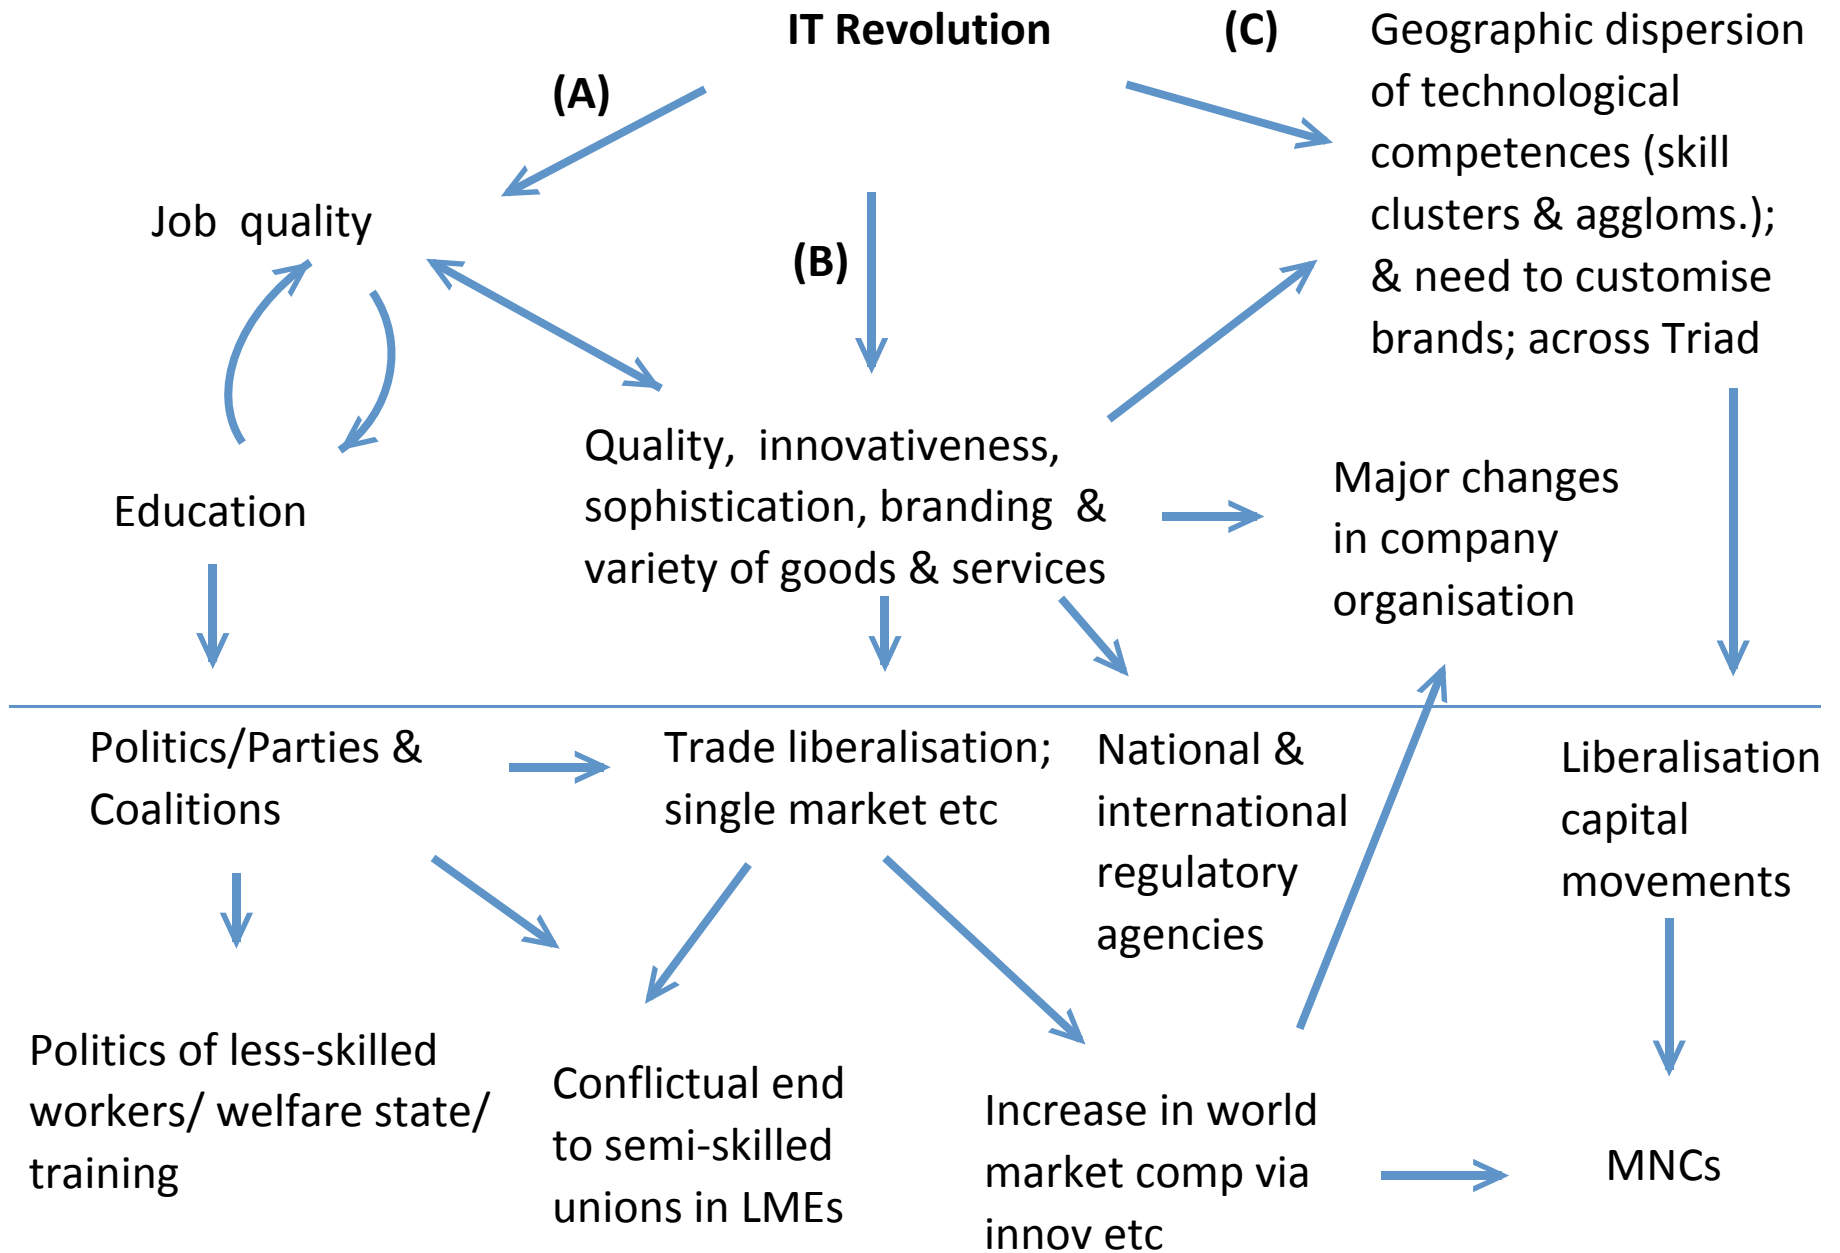 IT Revolution
(C)
Geographic dispersion
of technological
competences (skill
clusters & aggloms.);
& need to customise
brands; across Triad
(A)
Job quality
(B)
Quality, innovativeness,
sophistication, branding &
variety of goods & services
Major changes
in company
organisation
Education
Politics/Parties &
Coalitions
Trade liberalisation;
single market etc
National &
international
regulatory
agencies
Liberalisation
capital
movements
Politics of less-skilled
workers/ welfare state/
training
Conflictual end
to semi-skilled
unions in LMEs
Increase in world
market comp via
innov etc
MNCs